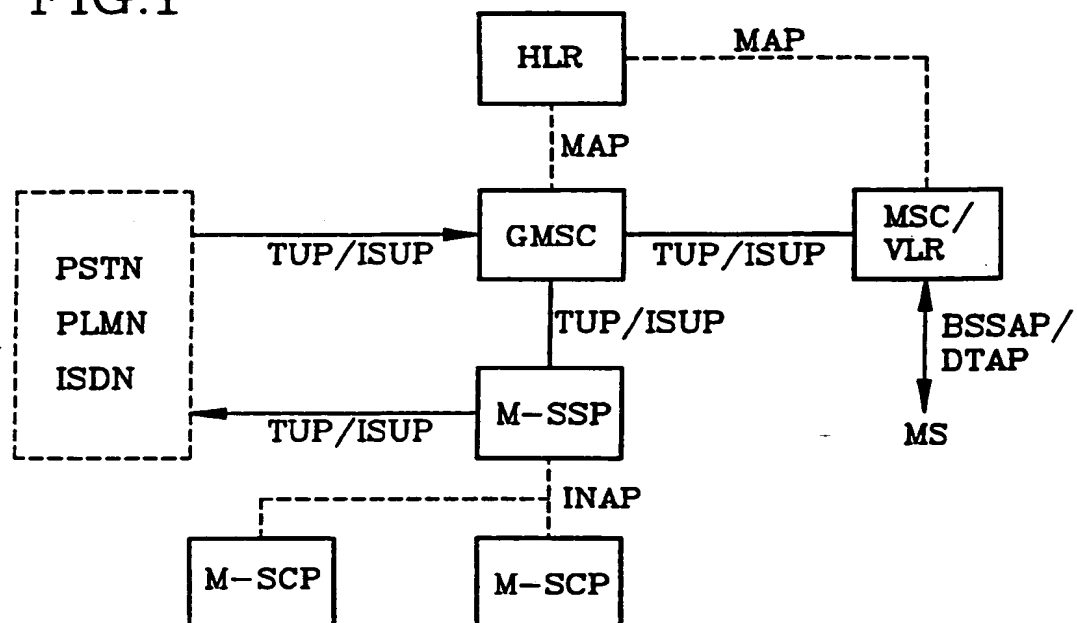 FIG.1
HLR
MAP
MAP
PSTN
PLMN
ISDN
TUP/ISUP
GMSC
TUP/ISUP
MSC/
VLR
TUP/ISUP
BSSAP/
DTAP
MS
TUP/ISUP
M-SSP
INAP
M-SCP
M-SCP